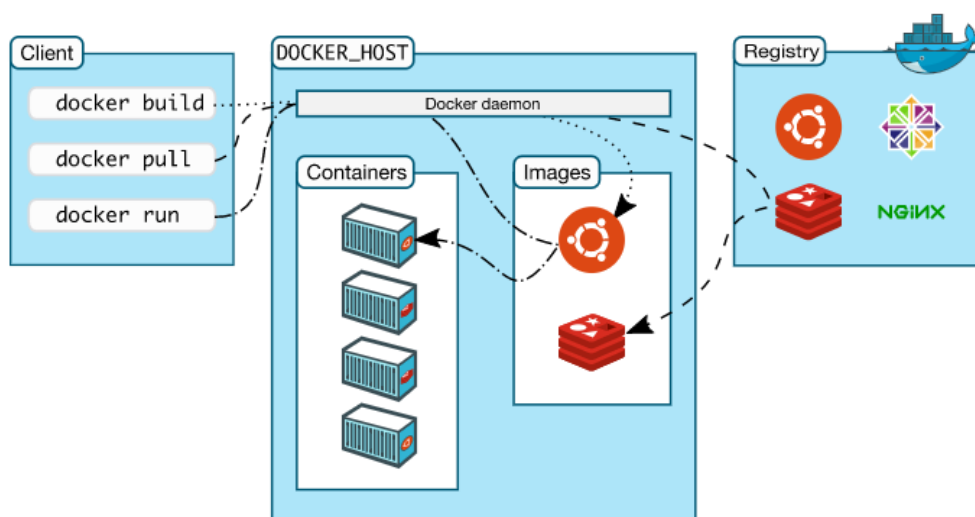 Client
docker build
docker pull
docker run
DOCKER_HOST
Docker daemon
Containers
Images
Registry
NGINX